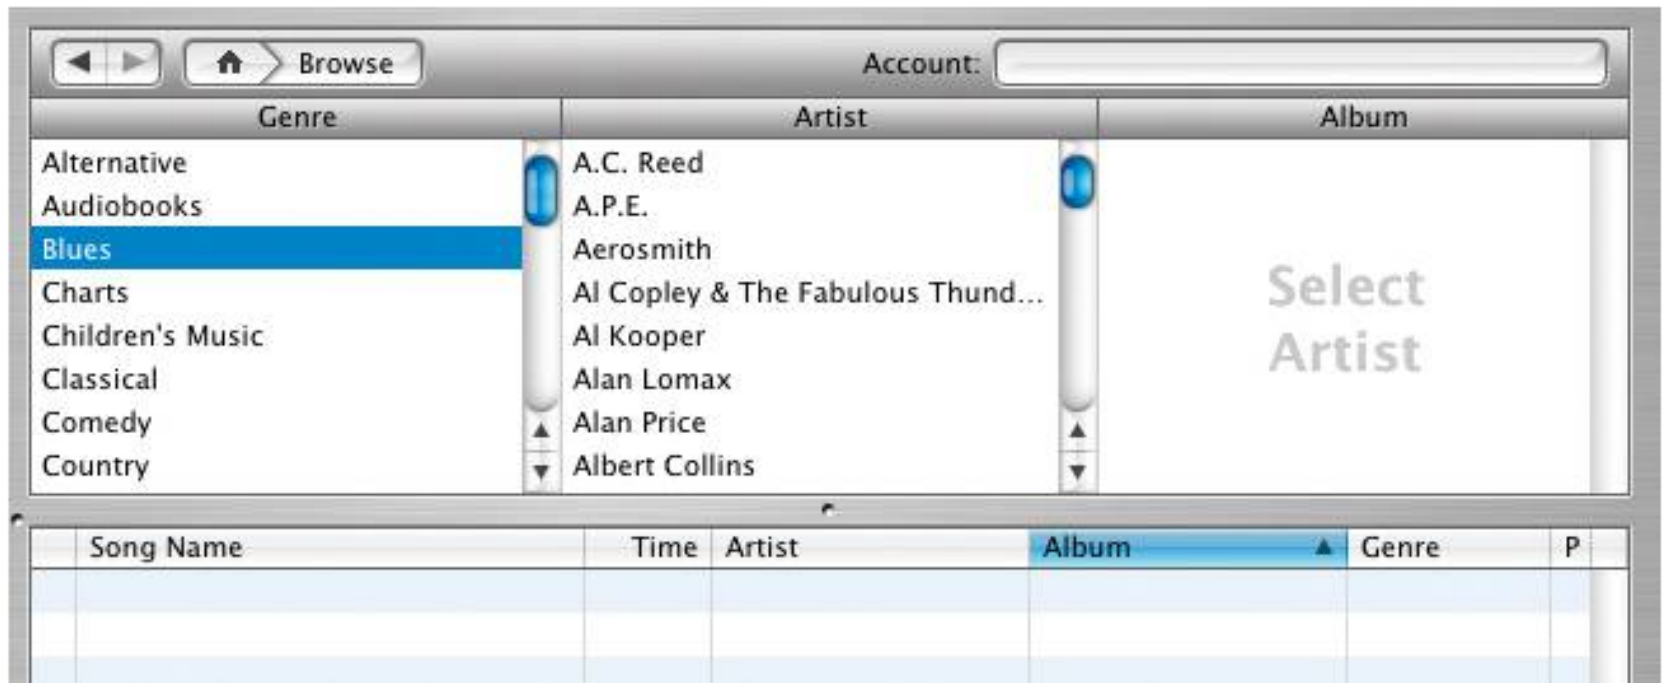 Browse
Account:
Genre
Artist
Album
Alternative
Audiobooks
Blues
Charts
Children's Music
Classical
Comedy
Country
A.C. Reed
A.P.E.
Aerosmith
Al Copley & The Fabulous Thund...
Al Kooper
Alan Lomax
Alan Price
Albert Collins
Select
Artist
Song Name
Time
Artist
Album
Genre
P